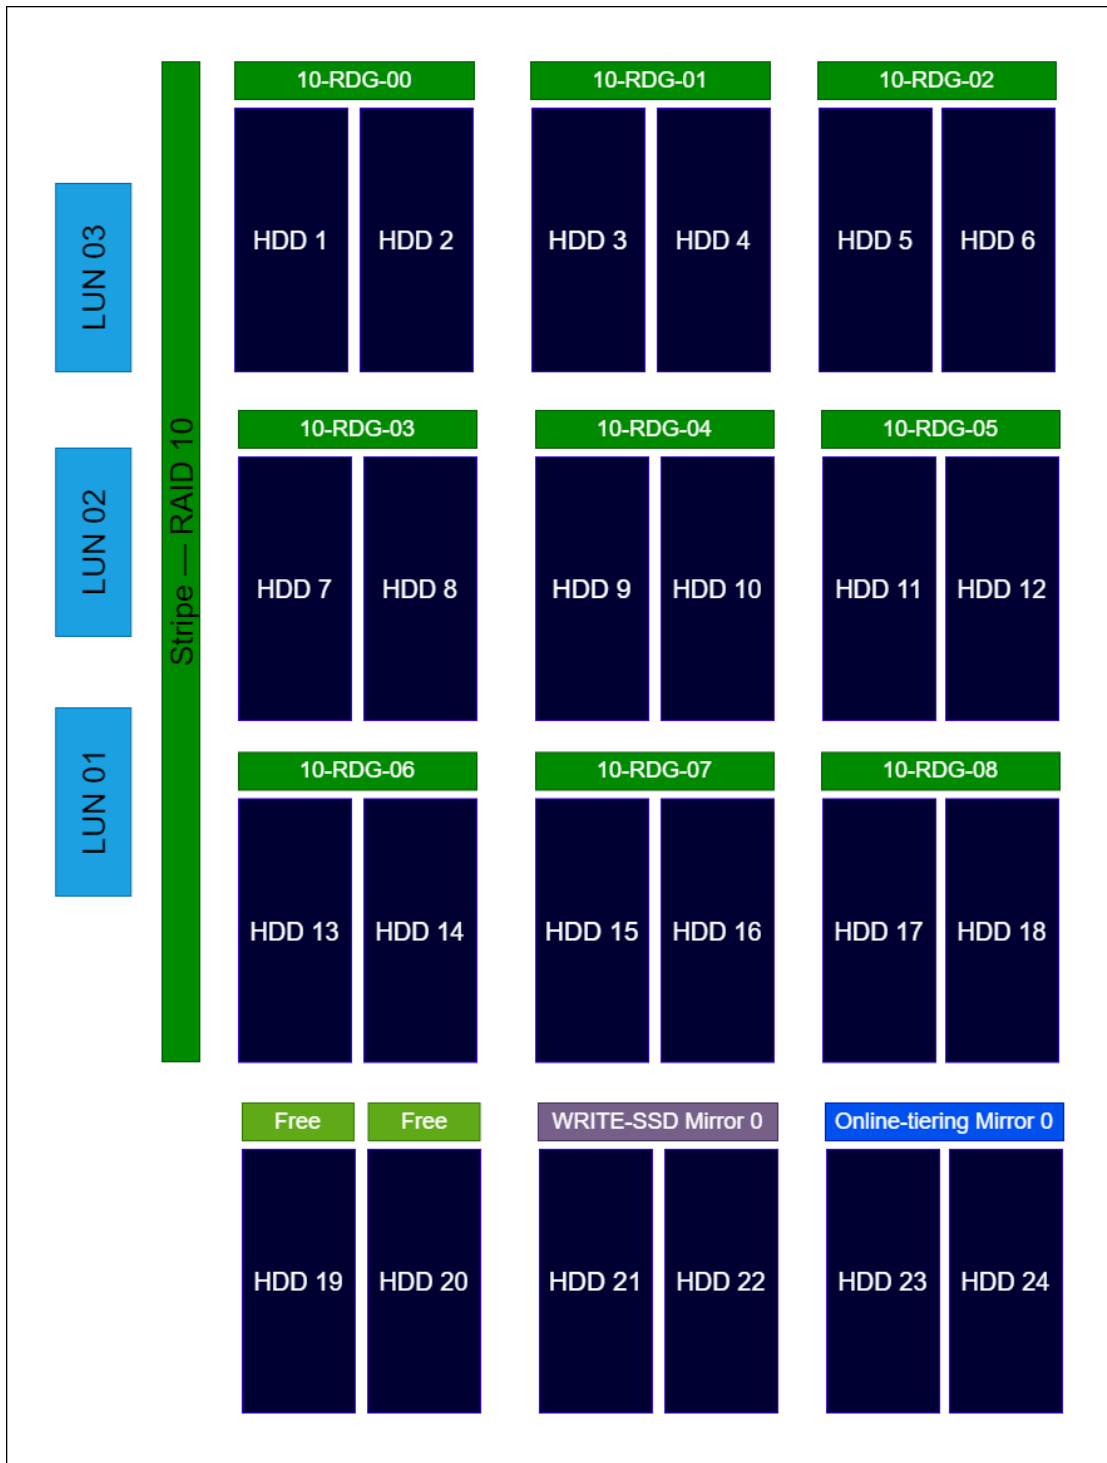 10-RDG-00
10-RDG-01
10-RDG-02
HDD 1
HDD 2
HDD 3
HDD 4
HDD 5
HDD 6
LUN 03
LUN 02
LUN 01
Stripe — RAID 10
10-RDG-03
10-RDG-04
10-RDG-05
HDD 7
HDD 8
HDD 9
HDD 10
HDD 11
HDD 12
10-RDG-06
10-RDG-07
10-RDG-08
HDD 13
HDD 14
HDD 15
HDD 16
HDD 17
HDD 18
Free
Free
WRITE-SSD Mirror 0
Online-tiering Mirror 0
HDD 19
HDD 20
HDD 21
HDD 22
HDD 23
HDD 24